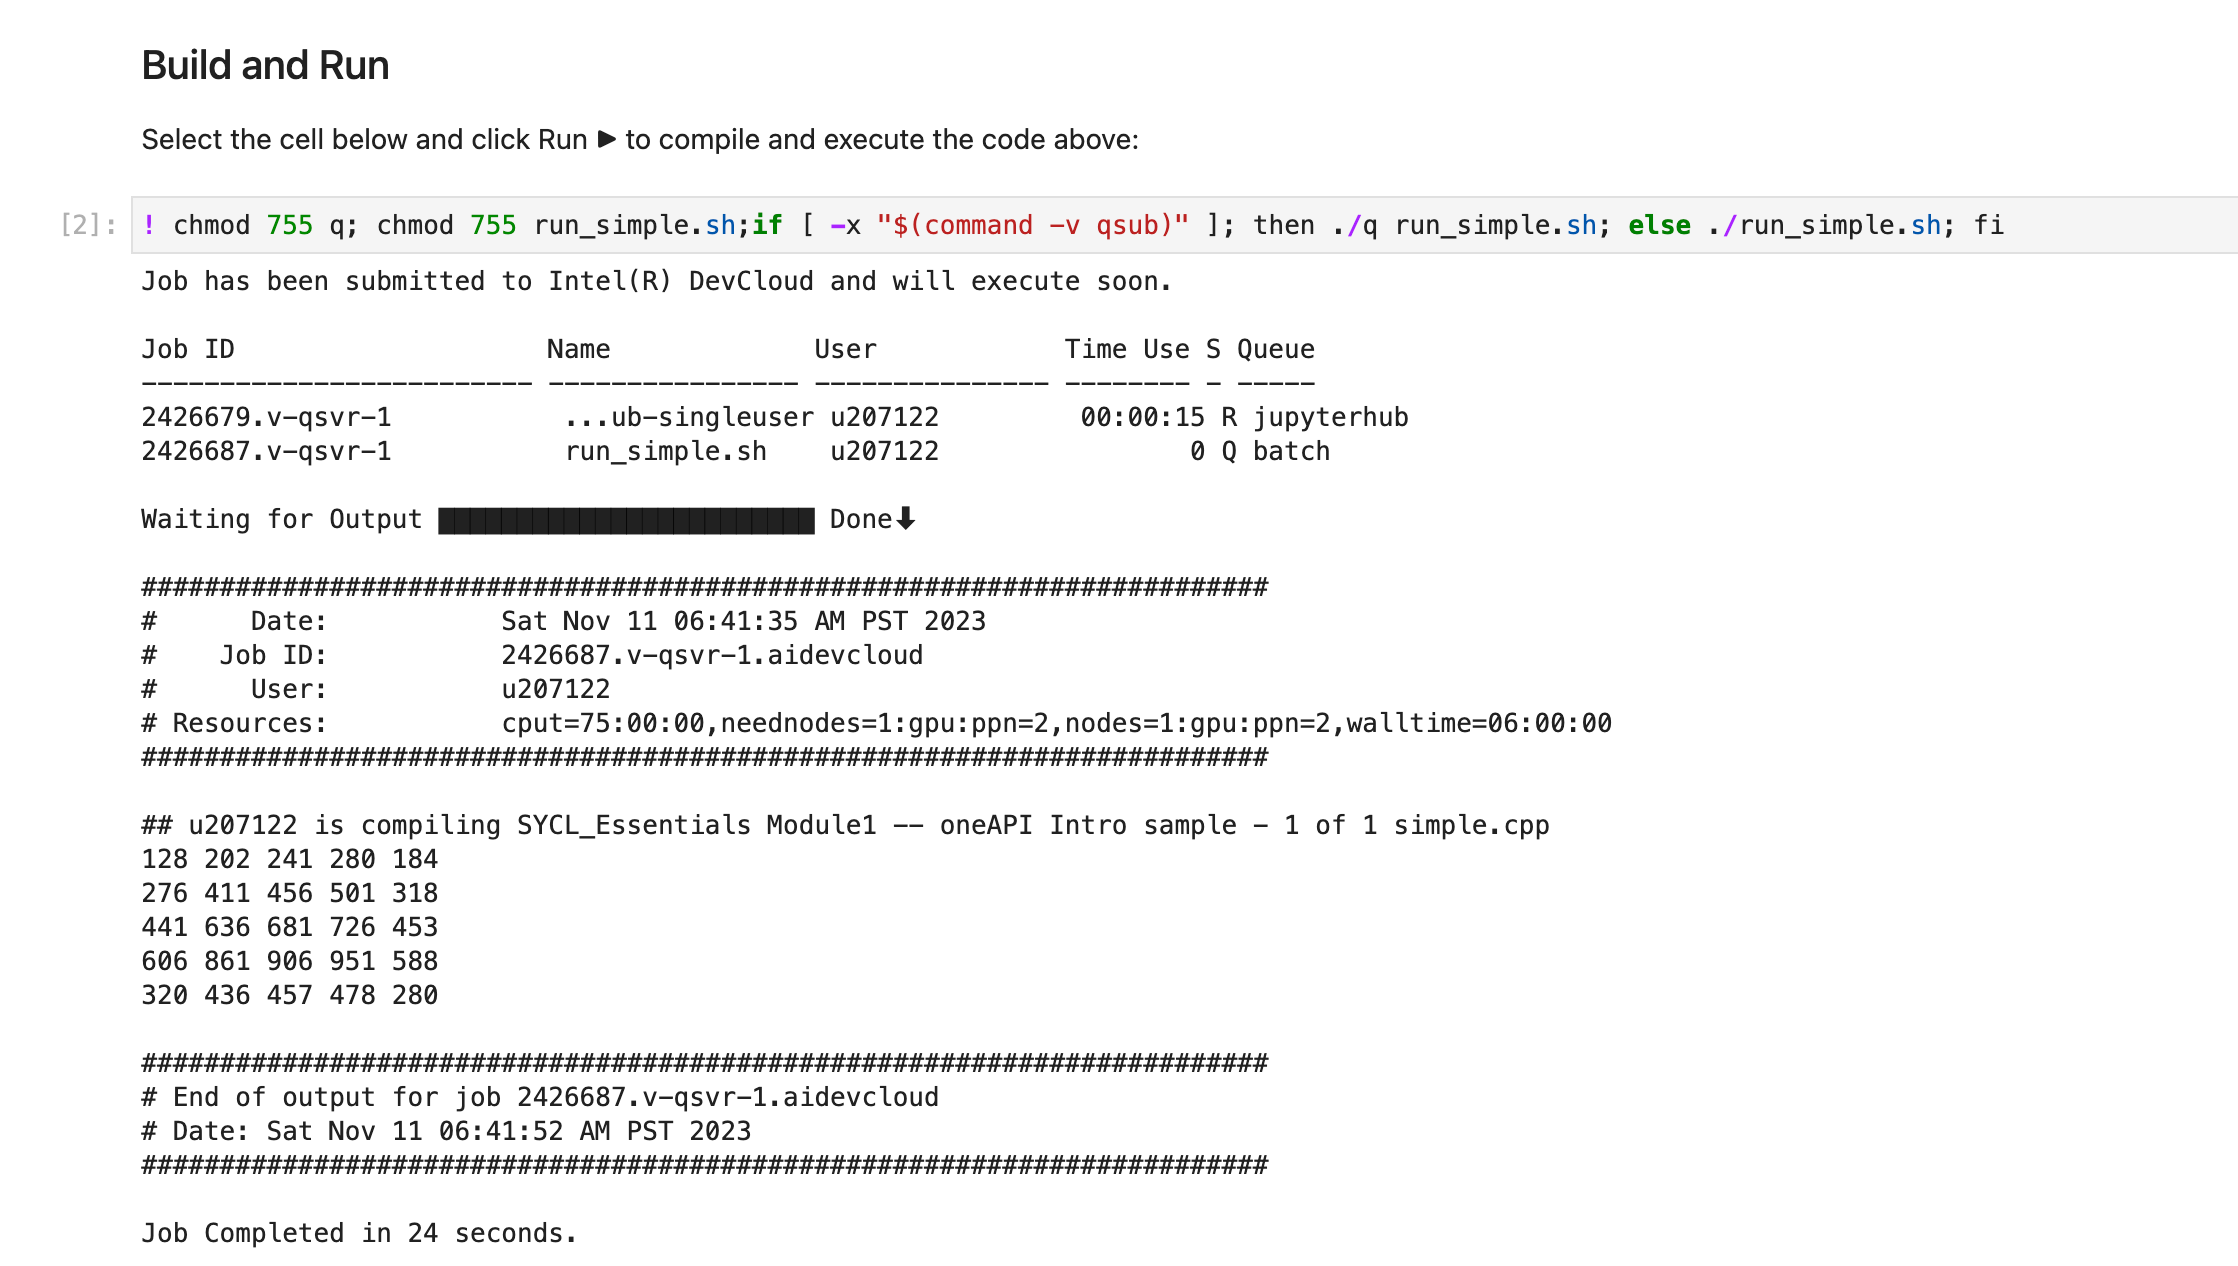 Build and Run
Select the cell below and click Run ▶ to compile and execute the code above:
[2]: ! chmod 755 q; chmod 755 run_simple.sh;if [ -x "$(command -v qsub)" ]; then ./q run_simple.sh; else ./run_simple.sh; fi
Job has been submitted to Intel(R) DevCloud and will execute soon.
Job ID                    Name             User            Time Use S Queue
------------------------- ---------------- --------------- -------- - -----
2426679.v-qsvr-1           ...ub-singleuser u207122         00:00:15 R jupyterhub
2426687.v-qsvr-1           run_simple.sh    u207122                0 Q batch
Waiting for Output ████████████████████████ Done⬇
########################################################################
#      Date:           Sat Nov 11 06:41:35 AM PST 2023
#    Job ID:           2426687.v-qsvr-1.aidevcloud
#      User:           u207122
# Resources:           cput=75:00:00,neednodes=1:gpu:ppn=2,nodes=1:gpu:ppn=2,walltime=06:00:00
########################################################################
## u207122 is compiling SYCL_Essentials Module1 -- oneAPI Intro sample - 1 of 1 simple.cpp
128 202 241 280 184
276 411 456 501 318
441 636 681 726 453
606 861 906 951 588
320 436 457 478 280
########################################################################
# End of output for job 2426687.v-qsvr-1.aidevcloud
# Date: Sat Nov 11 06:41:52 AM PST 2023
########################################################################
Job Completed in 24 seconds.